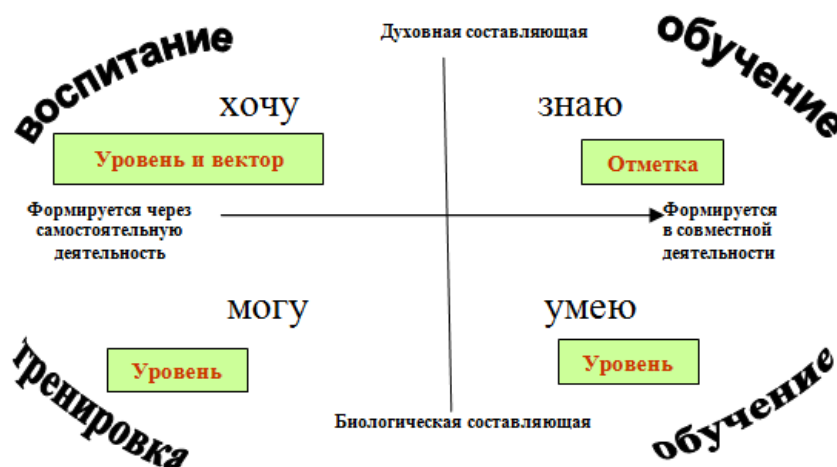 Духовная составляющая
воспитание
обучение
хочу
знаю
Уровень и вектор
Отметка
Формируется через
самостоятельную
деятельность
Формируется
в совместной
деятельности
могу
умею
Уровень
Уровень
тренировка
Биологическая составляющая
обучение